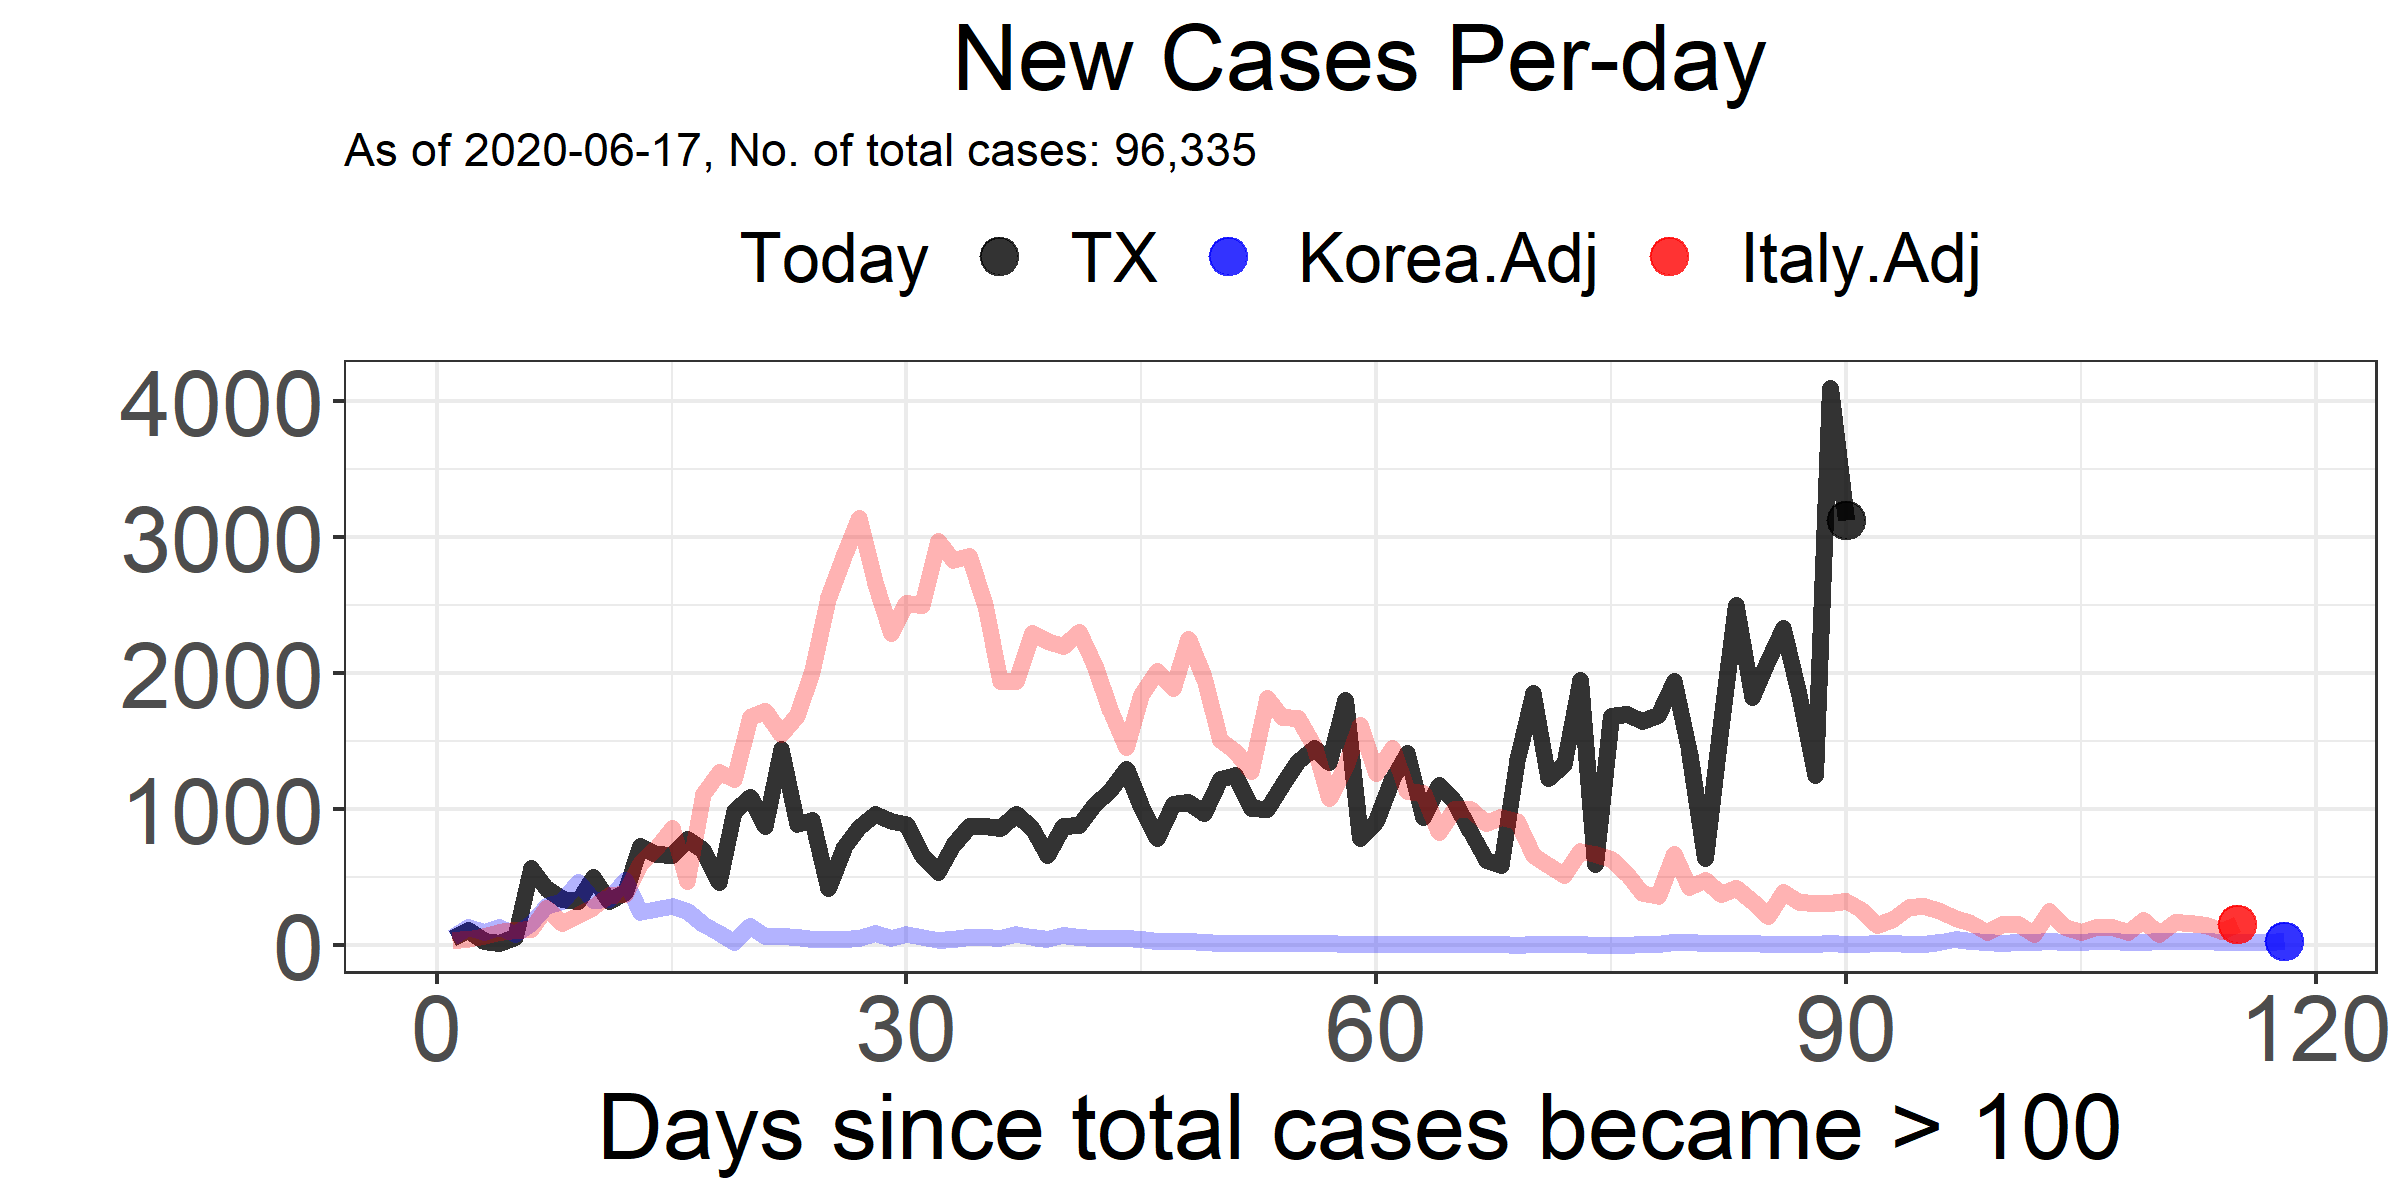 New Cases Per-day
As of 2020-06-17, No. of total cases: 96,335
Today TX Korea.Adj Italy.Adj
4000
3000
2000
1000
0
0 30 60 90 120
Days since total cases became > 100